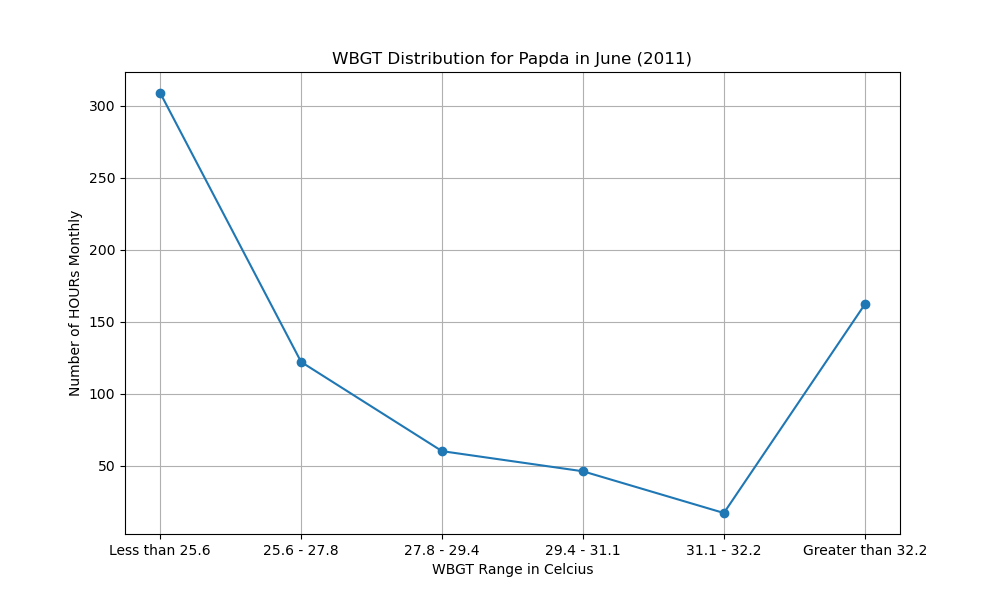 WBGT Distribution for Papda in June (2011)
Number of HOURs Monthly
300
250
200
150
100
50
Less than 25.6
25.6 - 27.8
27.8 - 29.4
29.4 - 31.1
31.1 - 32.2
Greater than 32.2
WBGT Range in Celcius